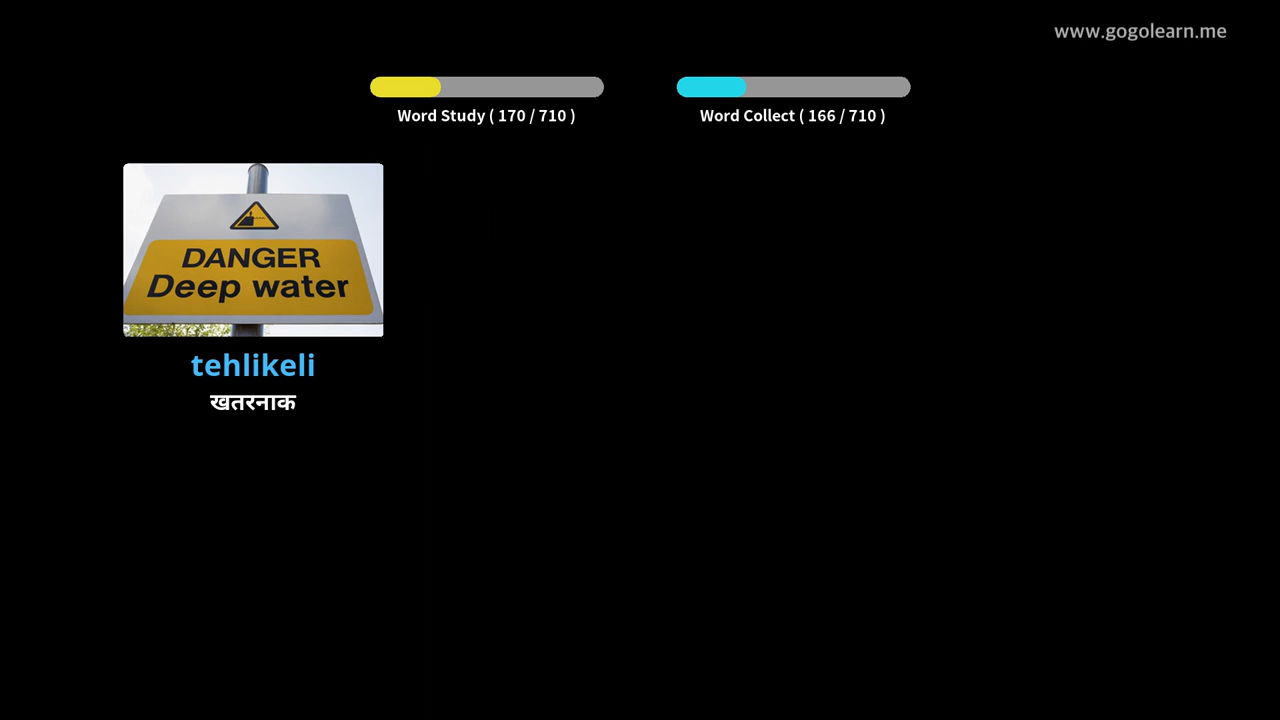 www.gogolearn.me
Word Study ( 170 / 710 )
Word Collect ( 166 / 710 )
DANGER
Deep water
tehlikeli
खतरनाक